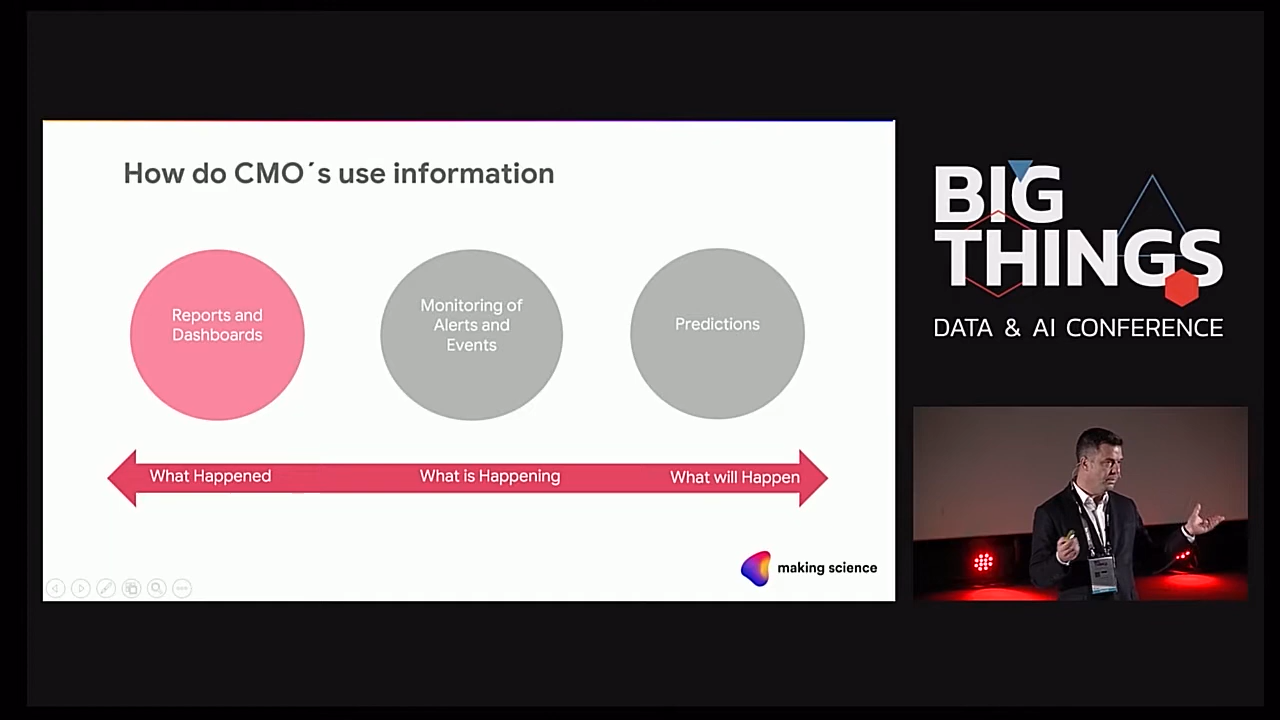 How do CMO´s use information
Reports and
Dashboards
Monitoring of
Alerts and
Events
Predictions
What Happened
What is Happening
What will Happen
making science
BIG
THINGS
DATA & AI CONFERENCE